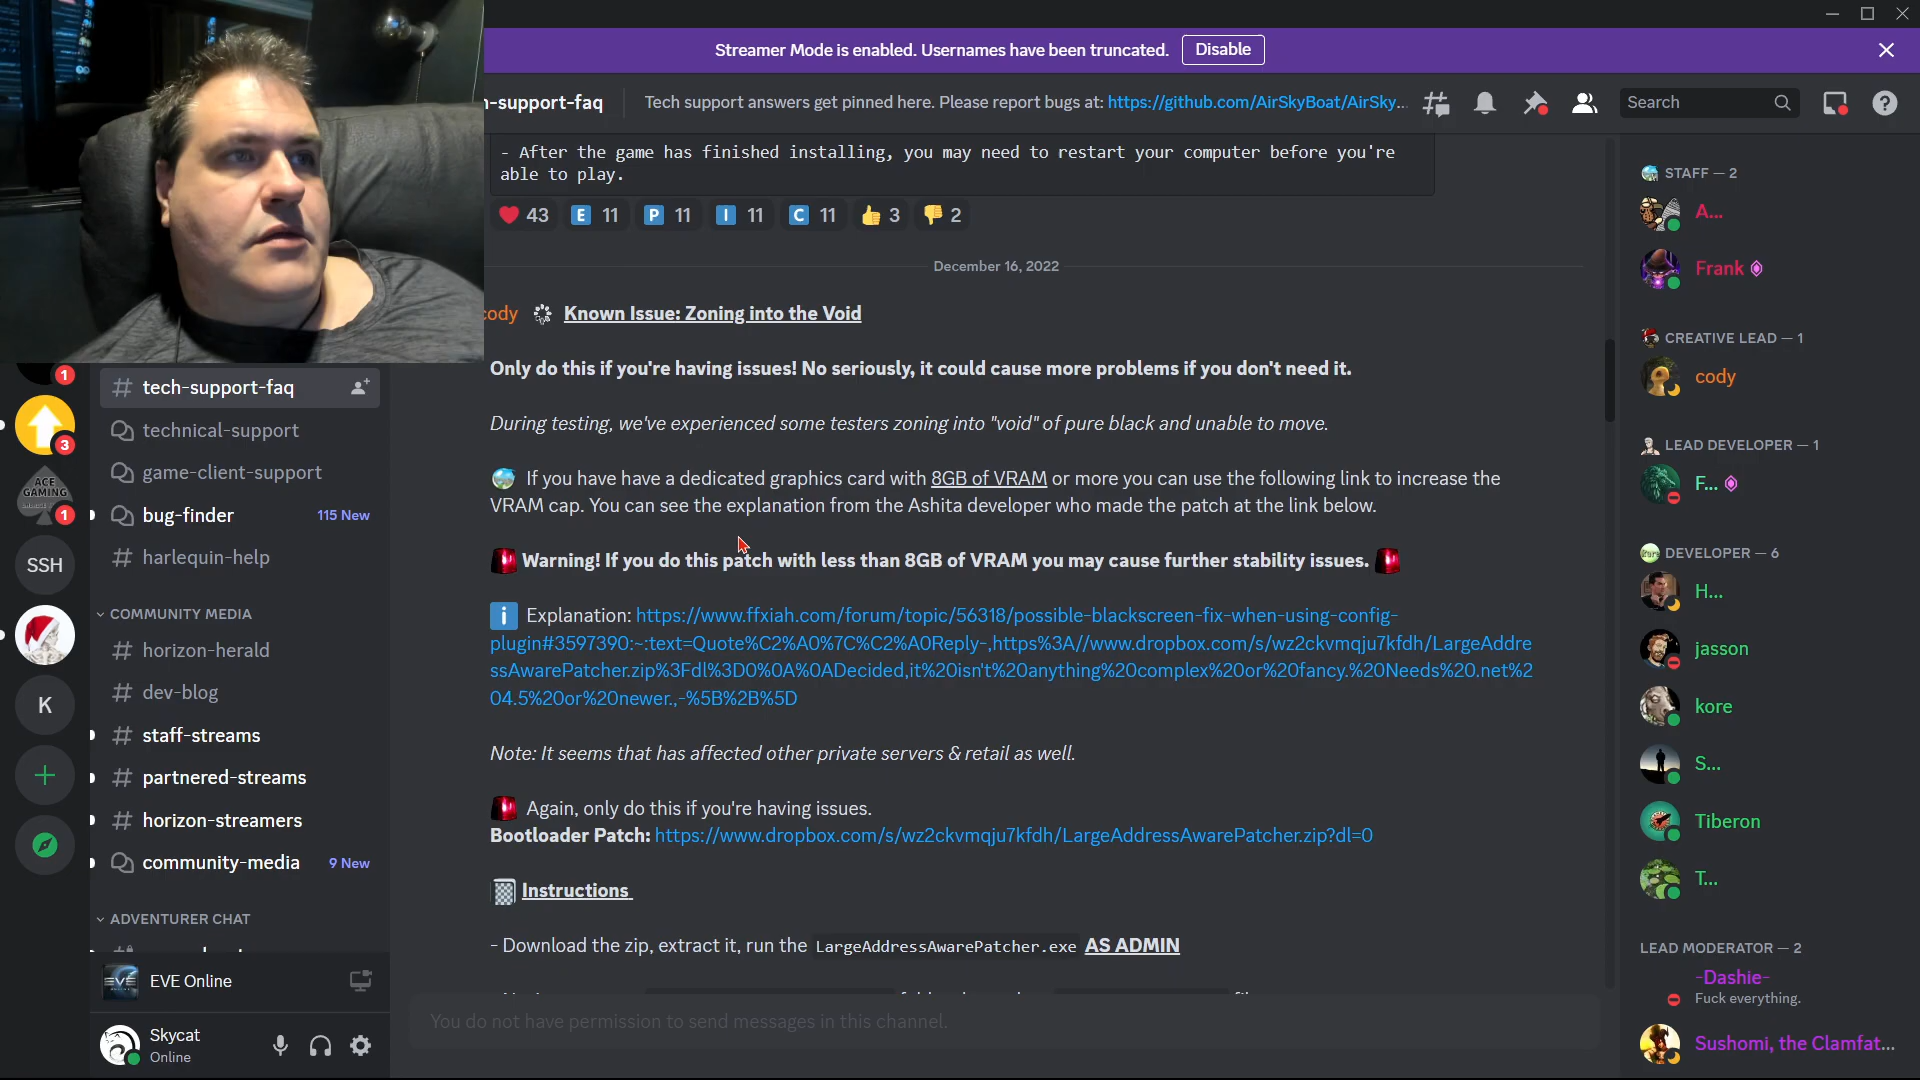 Streamer Mode is enabled. Usernames have been truncated.
Disable
-support-faq
Tech support answers get pinned here. Please report bugs at: https://github.com/AirSkyBoat/AirSky...
Search
- After the game has finished installing, you may need to restart your computer before you're
able to play.
43
E 11
P 11
I 11
C 11
3
2
December 16, 2022
cody
Known Issue: Zoning into the Void
Only do this if you're having issues! No seriously, it could cause more problems if you don't need it.
During testing, we've experienced some testers zoning into "void" of pure black and unable to move.
If you have have a dedicated graphics card with 8GB of VRAM or more you can use the following link to increase the
VRAM cap. You can see the explanation from the Ashita developer who made the patch at the link below.
Warning! If you do this patch with less than 8GB of VRAM you may cause further stability issues.
Explanation: https://www.ffxiah.com/forum/topic/56318/possible-blackscreen-fix-when-using-config-
plugin#3597390:~:text=Quote%C2%A0%7C%C2%A0Reply-,https%3A//www.dropbox.com/s/wz2ckvmqju7kfdh/LargeAddre
ssAwarePatcher.zip%3Fdl%3D0%0A%0ADecided,it%20isn't%20anything%20complex%20or%20fancy.%20Needs%20.net%2
04.5%20or%20newer.,-%5B%2B%5D
Note: It seems that has affected other private servers & retail as well.
Again, only do this if you're having issues.
Bootloader Patch: https://www.dropbox.com/s/wz2ckvmqju7kfdh/LargeAddressAwarePatcher.zip?dl=0
Instructions
- Download the zip, extract it, run the LargeAddressAwarePatcher.exe AS ADMIN
You do not have permission to send messages in this channel.
1
3
ACE
GAMING
1
SSH
K
# tech-support-faq
technical-support
game-client-support
bug-finder 115 New
# harlequin-help
COMMUNITY MEDIA
# horizon-herald
# dev-blog
# staff-streams
# partnered-streams
# horizon-streamers
community-media 9 New
ADVENTURER CHAT
EVE
EVE Online
Skycat
Online
STAFF — 2
A...
Frank
CREATIVE LEAD — 1
cody
LEAD DEVELOPER — 1
F...
DEVELOPER — 6
H...
jasson
kore
S...
Tiberon
T...
LEAD MODERATOR — 2
-Dashie-
Fuck everything.
Sushomi, the Clamfat...